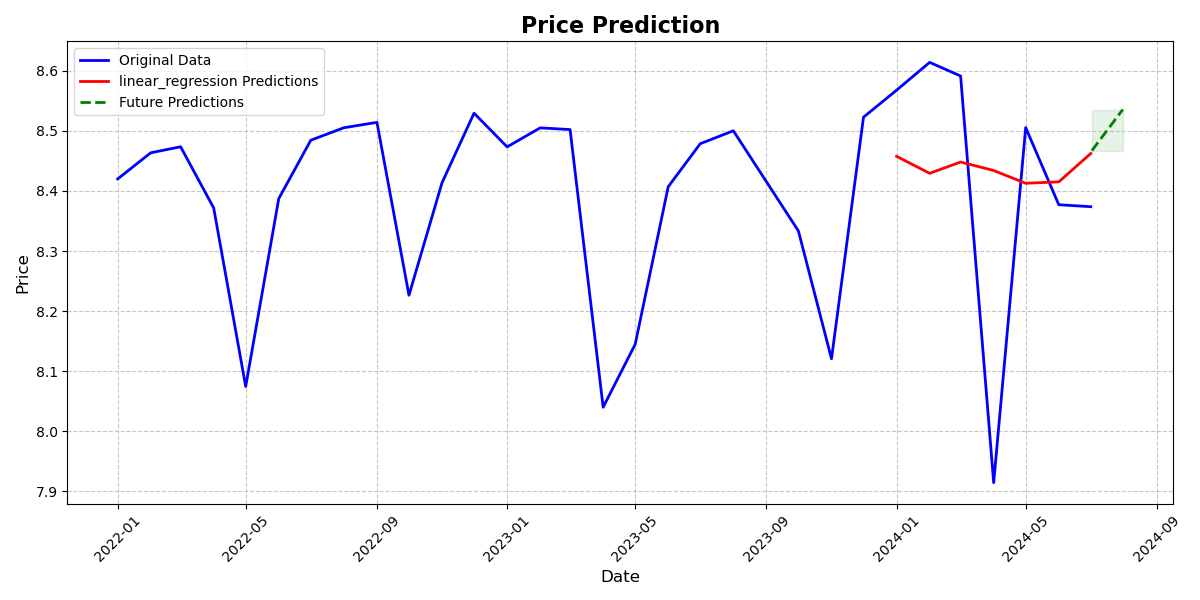 Price Prediction
Original Data
linear_regression Predictions
Future Predictions
Price
8.6
8.5
8.4
8.3
8.2
8.1
8.0
7.9
2022-01
2022-05
2022-09
2023-01
2023-05
2023-09
2024-01
2024-05
2024-09
Date